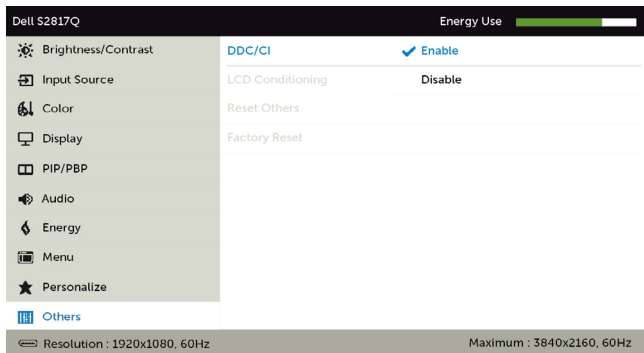 Dell S2817Q
Energy Use
Brightness/Contrast
DDC/CI
Enable
Input Source
LCD Conditioning
Disable
Color
Reset Others
Display
Factory Reset
PIP/PBP
Audio
Energy
Menu
Personalize
Others
Resolution : 1920x1080, 60Hz
Maximum : 3840x2160, 60Hz